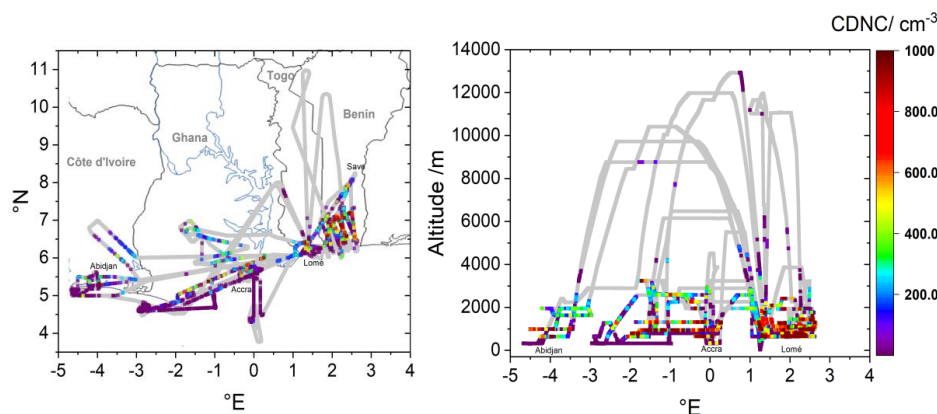 CDNC/ cm-3
11
10
9
8
7
6
5
4
°N
Togo
Benin
Ghana
Côte d'Ivoire
Save
Abidjan
Lomé
Accra
-5 -4 -3 -2 -1 0 1 2 3 4
°E
14000
12000
10000
8000
6000
4000
2000
0
Altitude /m
Abidjan Accra Lomé
-5 -4 -3 -2 -1 0 1 2 3 4
°E
1000
800.0
600.0
400.0
200.0